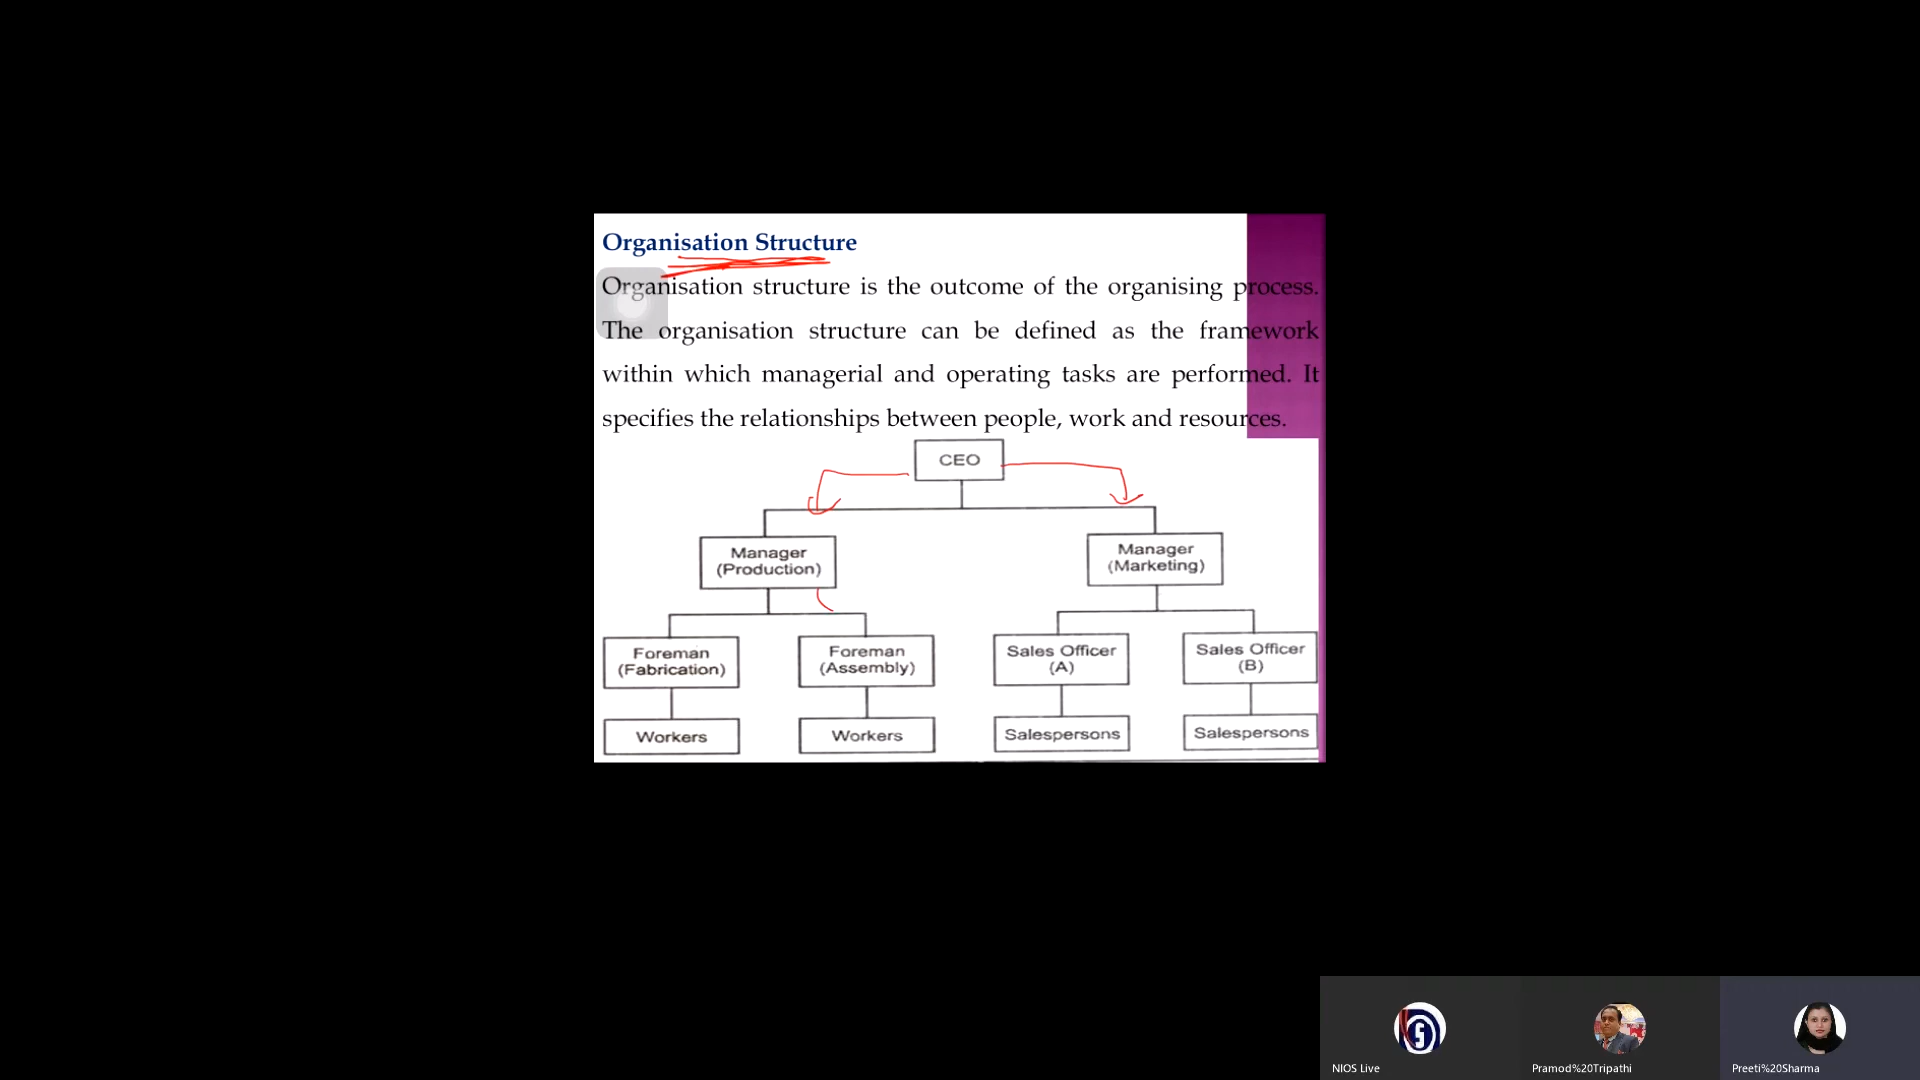 Organisation Structure
Organisation structure is the outcome of the organising process.
The organisation structure can be defined as the framework
within which managerial and operating tasks are performed. It
specifies the relationships between people, work and resources.
CEO
Manager
(Production)
Manager
(Marketing)
Foreman
(Fabrication)
Foreman
(Assembly)
Sales Officer
(A)
Sales Officer
(B)
Workers
Workers
Salespersons
Salespersons
NIOS Live
Pramod%20Tripathi
Preeti%20Sharma